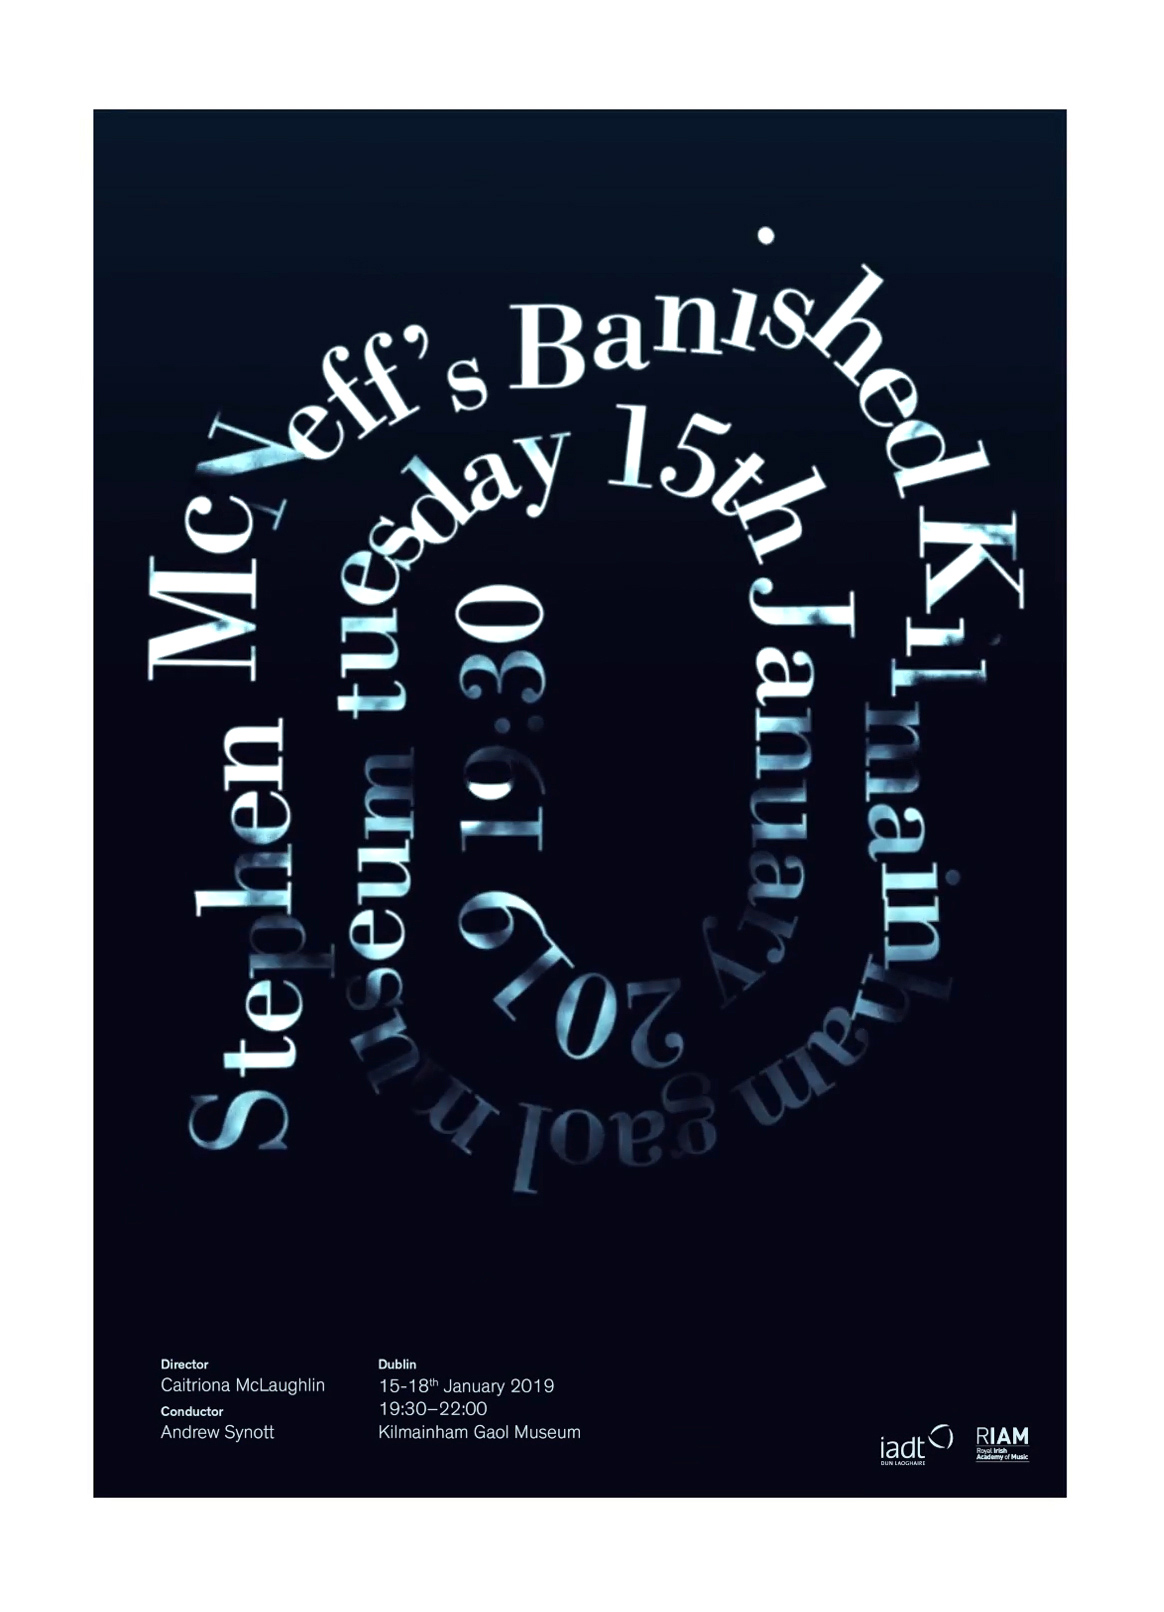 Stephen McNeff's Banished Kilmainham gaol museum tuesday 15th January 2019 19:30
Director
Caitriona McLaughlin
Conductor
Andrew Synott
Dublin
15-18th January 2019
19:30–22:00
Kilmainham Gaol Museum
iadt
DUN LAOGHAIRE
RIAM
Royal Irish
Academy of Music